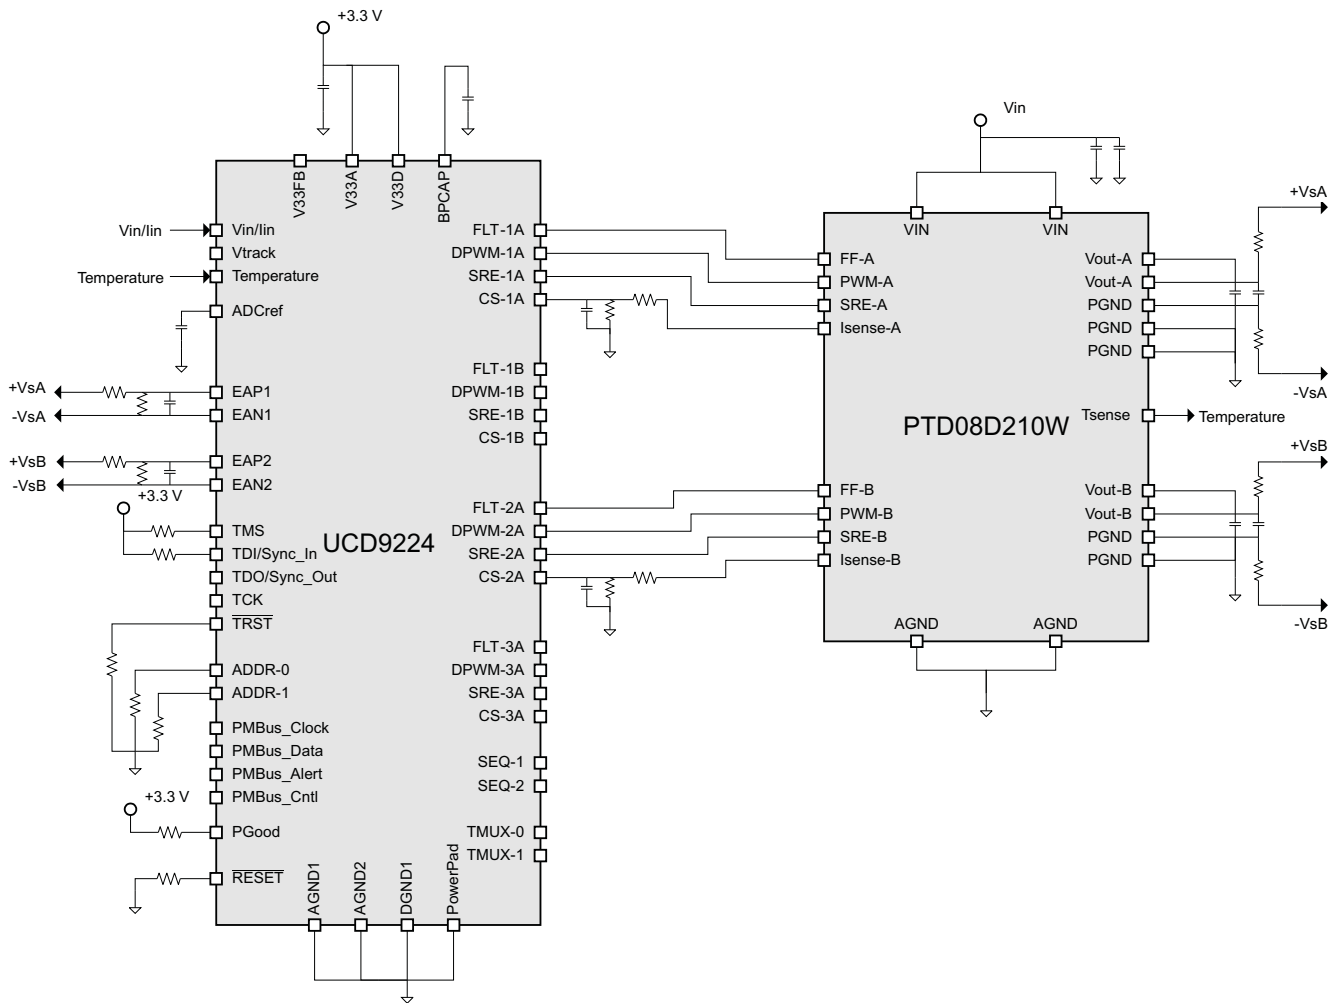 +3.3 V
V33FB
V33A
V33D
BPCAP
Vin/Iin
Vin/Iin
Vtrack
Temperature
Temperature
ADCref
+VsA
EAP1
-VsA
EAN1
+VsB
EAP2
-VsB
EAN2
+3.3 V
TMS
TDI/Sync_In
TDO/Sync_Out
TCK
TRST
ADDR-0
ADDR-1
PMBus_Clock
PMBus_Data
PMBus_Alert
PMBus_Cntl
+3.3 V
PGood
RESET
UCD9224
FLT-1A
DPWM-1A
SRE-1A
CS-1A
FLT-1B
DPWM-1B
SRE-1B
CS-1B
FLT-2A
DPWM-2A
SRE-2A
CS-2A
FLT-3A
DPWM-3A
SRE-3A
CS-3A
SEQ-1
SEQ-2
TMUX-0
TMUX-1
AGND1
AGND2
DGND1
PowerPad
Vin
VIN
VIN
FF-A
PWM-A
SRE-A
Isense-A
FF-B
PWM-B
SRE-B
Isense-B
PTD08D210W
Vout-A
Vout-A
PGND
PGND
PGND
Tsense
Temperature
Vout-B
Vout-B
PGND
PGND
AGND
AGND
+VsA
-VsA
+VsB
-VsB